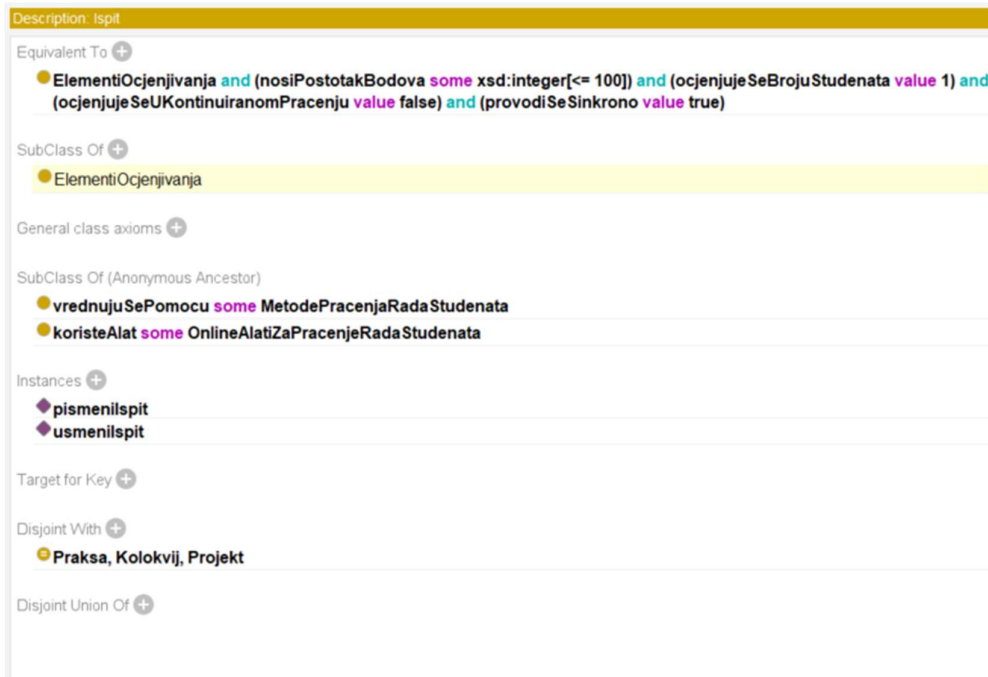 Description: Ispit
Equivalent To
ElementiOcjenjivanja and (nosiPostotakBodova some xsd:integer[<= 100]) and (ocjenjujeSeBrojuStudenata value 1) and
(ocjenjujeSeUKontinuiranomPracenju value false) and (provodiSeSinkrono value true)
SubClass Of
ElementiOcjenjivanja
General class axioms
SubClass Of (Anonymous Ancestor)
vrednujuSePomocu some MetodePracenjaRadaStudenata
koristeAlat some OnlineAlatiZaPracenjeRadaStudenata
Instances
pismeniIspit
usmeniIspit
Target for Key
Disjoint With
Praksa, Kolokvij, Projekt
Disjoint Union Of